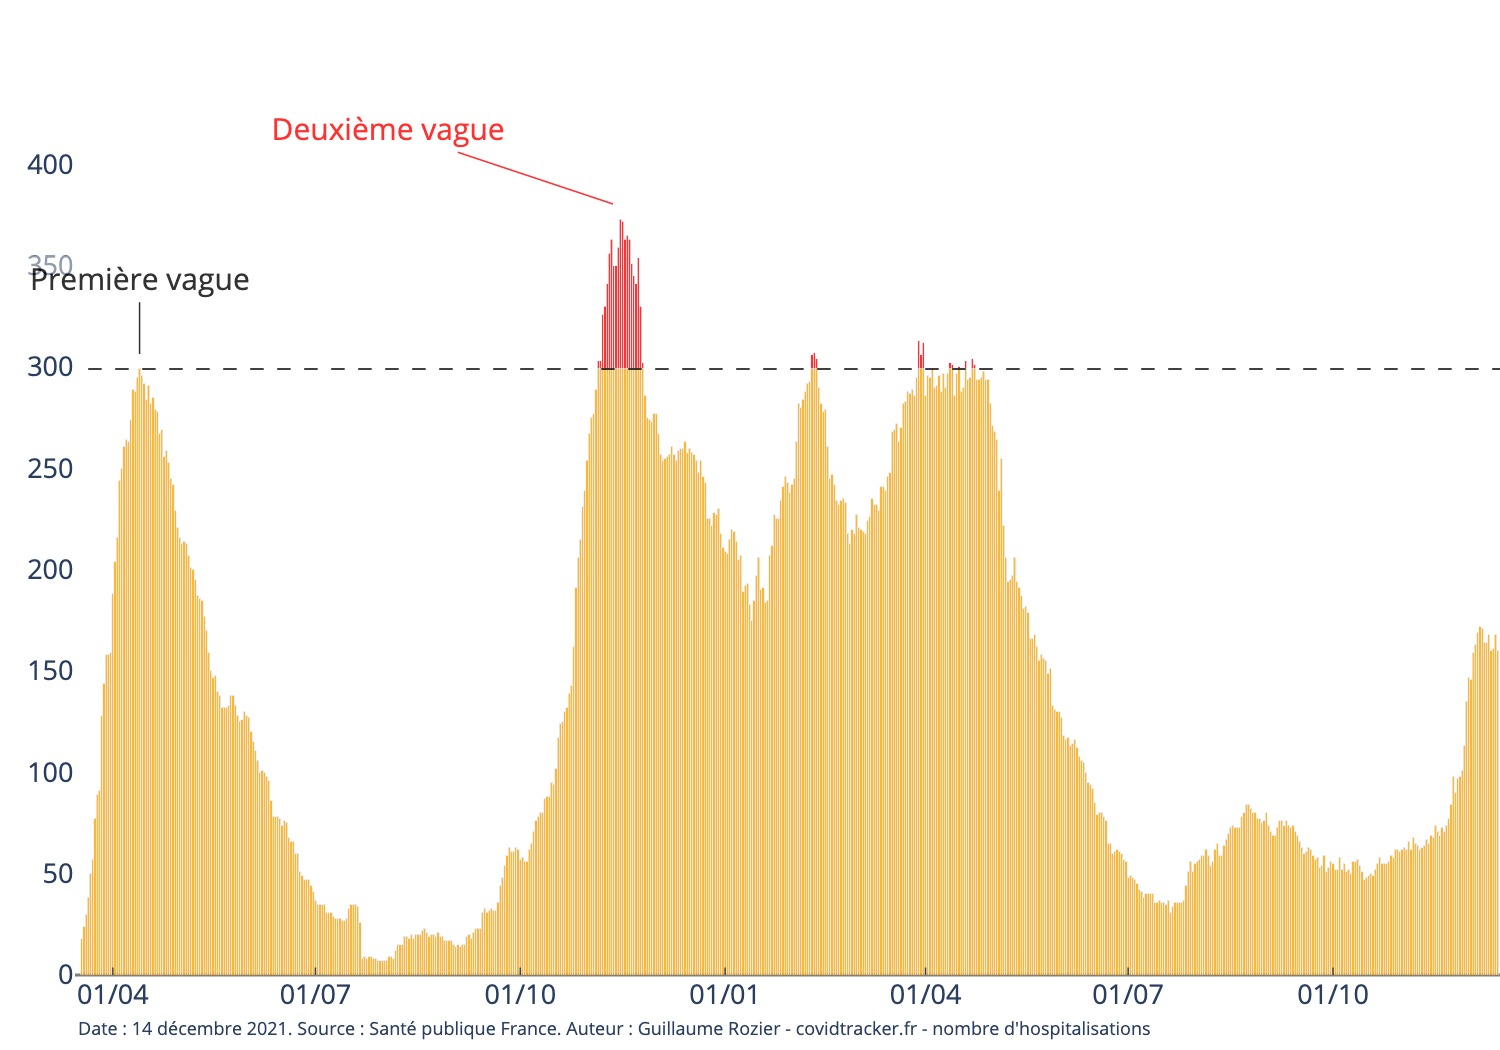 Deuxième vague
400
350
Première vague
300
250
200
150
100
50
0
01/04 01/07 01/10 01/01 01/04 01/07 01/10
Date : 14 décembre 2021. Source : Santé publique France. Auteur : Guillaume Rozier - covidtracker.fr - nombre d'hospitalisations